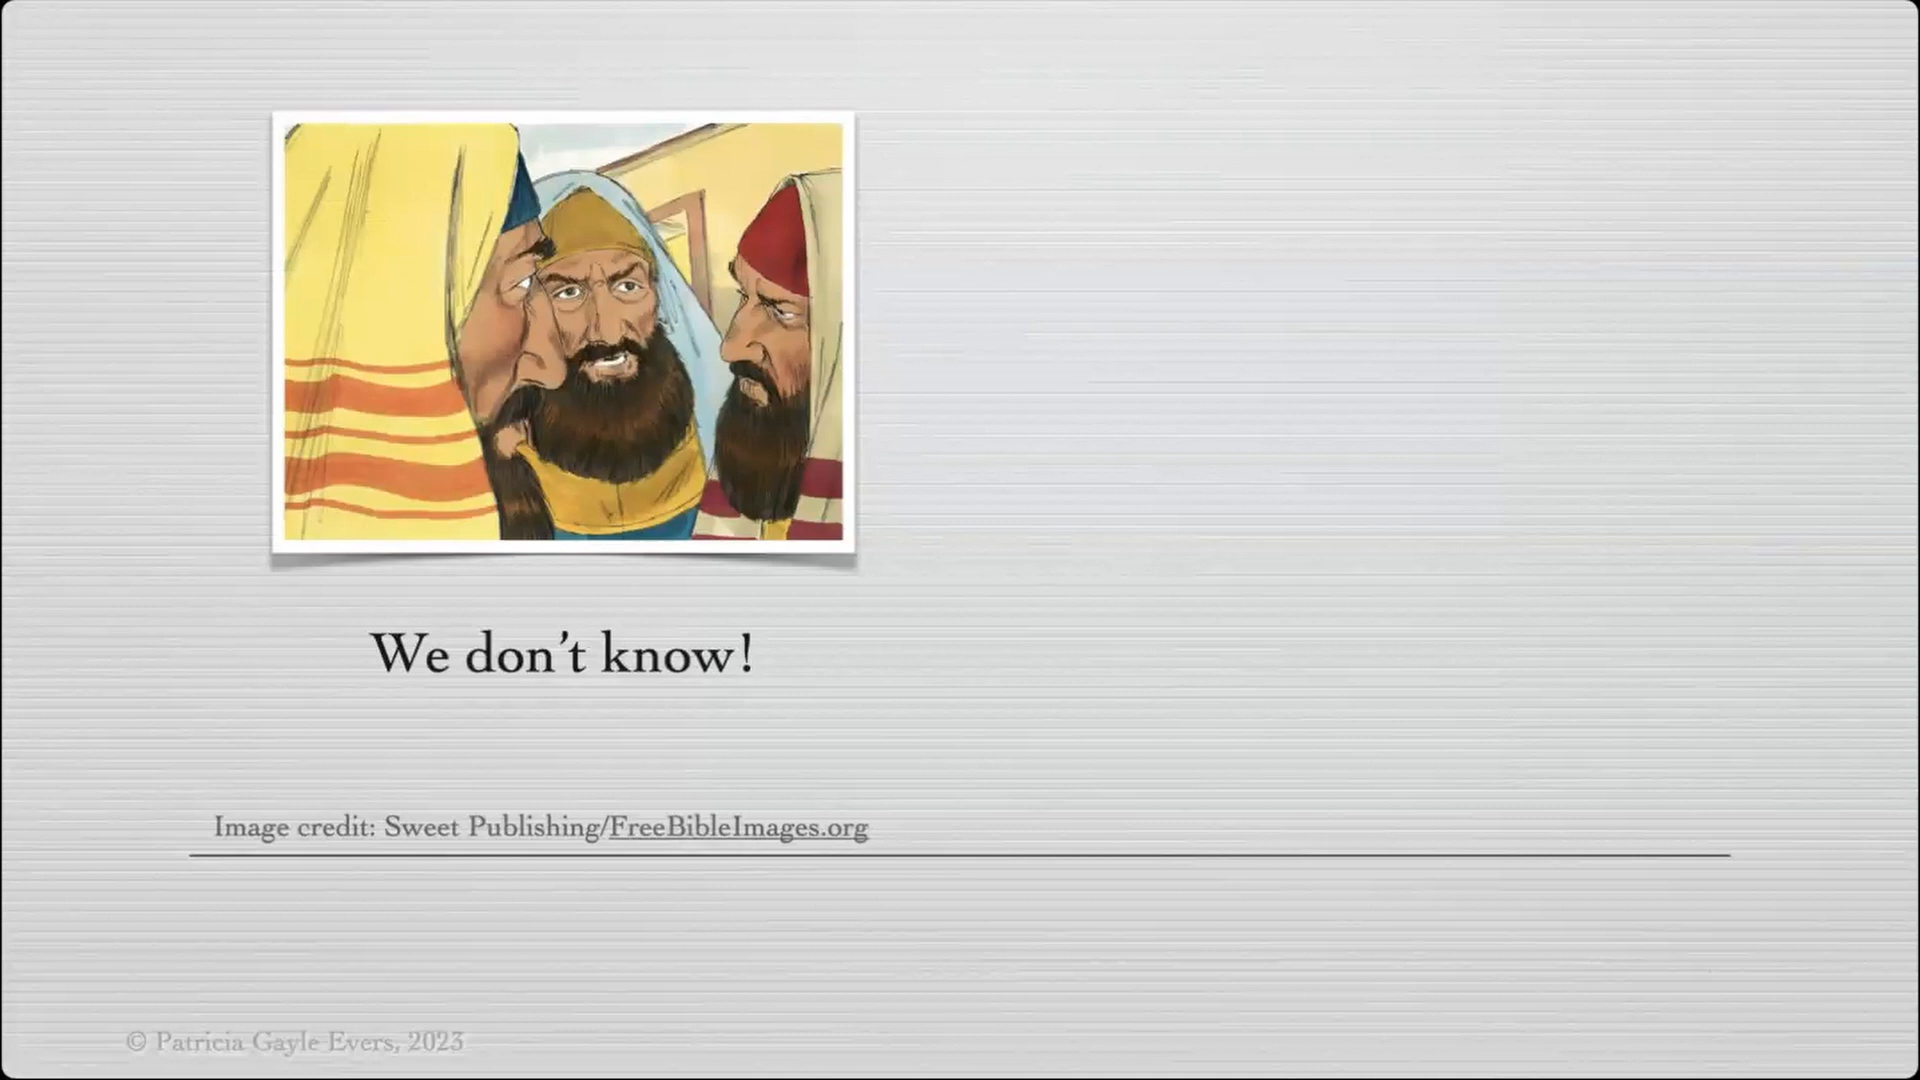 We don't know!
Image credit: Sweet Publishing/FreeBibleImages.org
© Patricia Gayle Evers, 2023